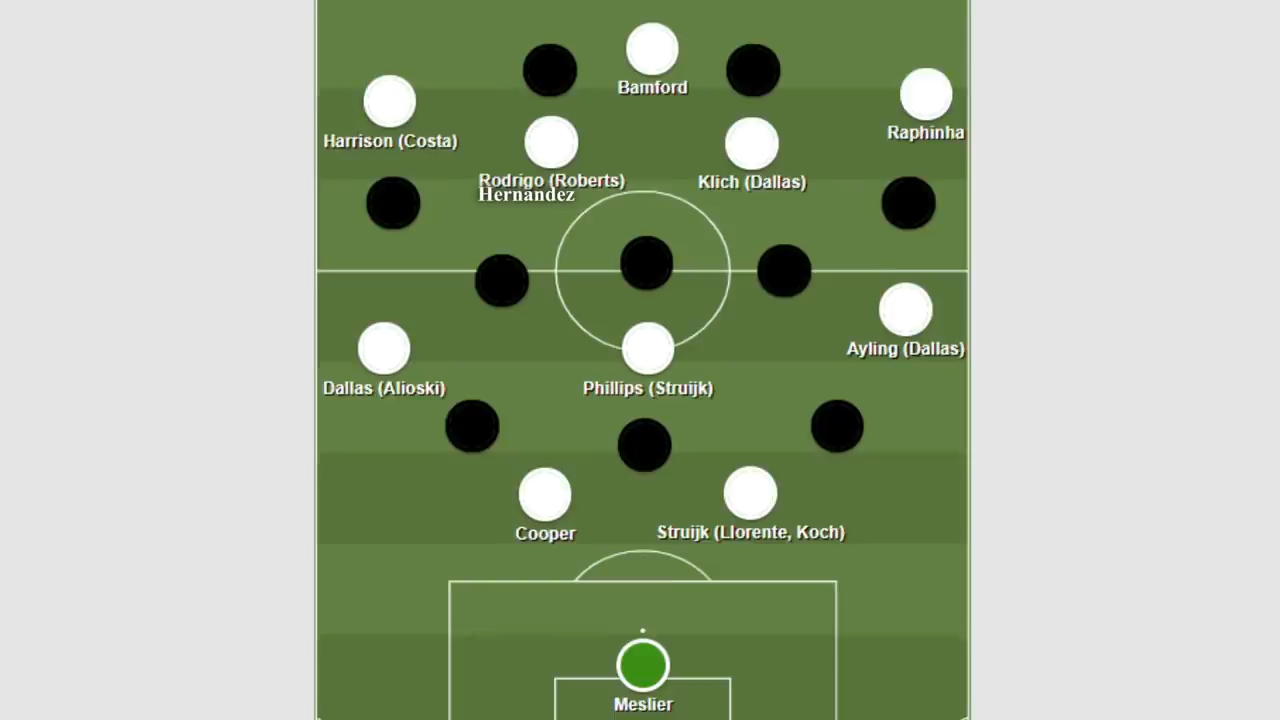 Bamford
Harrison (Costa)
Raphinha
Rodrigo (Roberts)
Hernandez
Klich (Dallas)
Ayling (Dallas)
Dallas (Alioski)
Phillips (Struijk)
Cooper
Struijk (Llorente, Koch)
Meslier